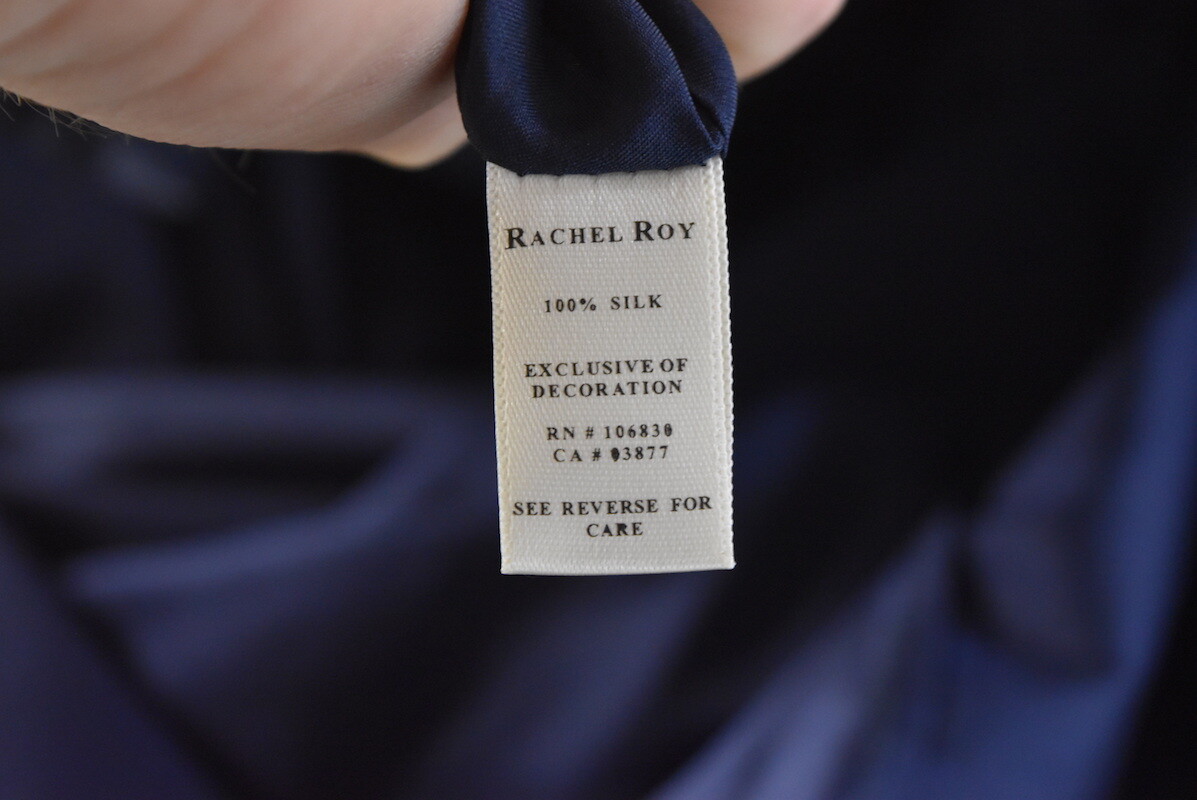 RACHEL ROY
100% SILK
EXCLUSIVE OF
DECORATION
RN # 106830
CA # 03877
SEE REVERSE FOR
CARE